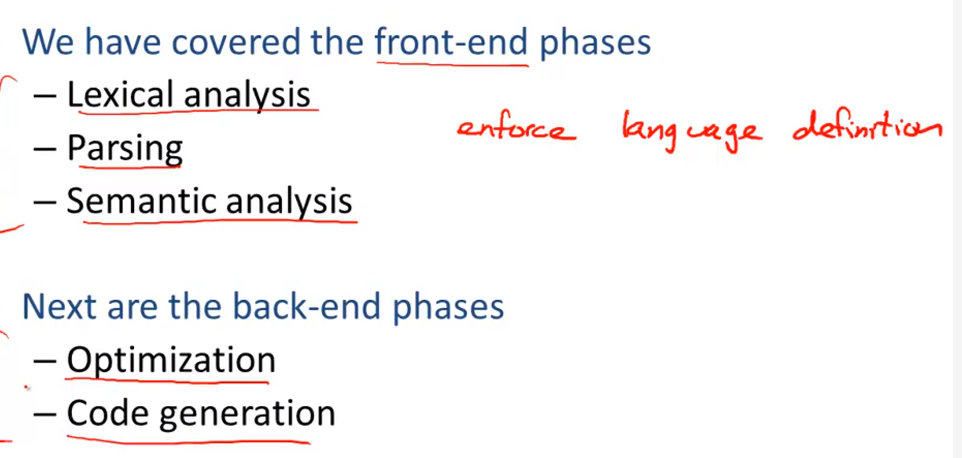 We have covered the front-end phases
– Lexical analysis
enforce language definition
– Parsing
– Semantic analysis
Next are the back-end phases
– Optimization
– Code generation